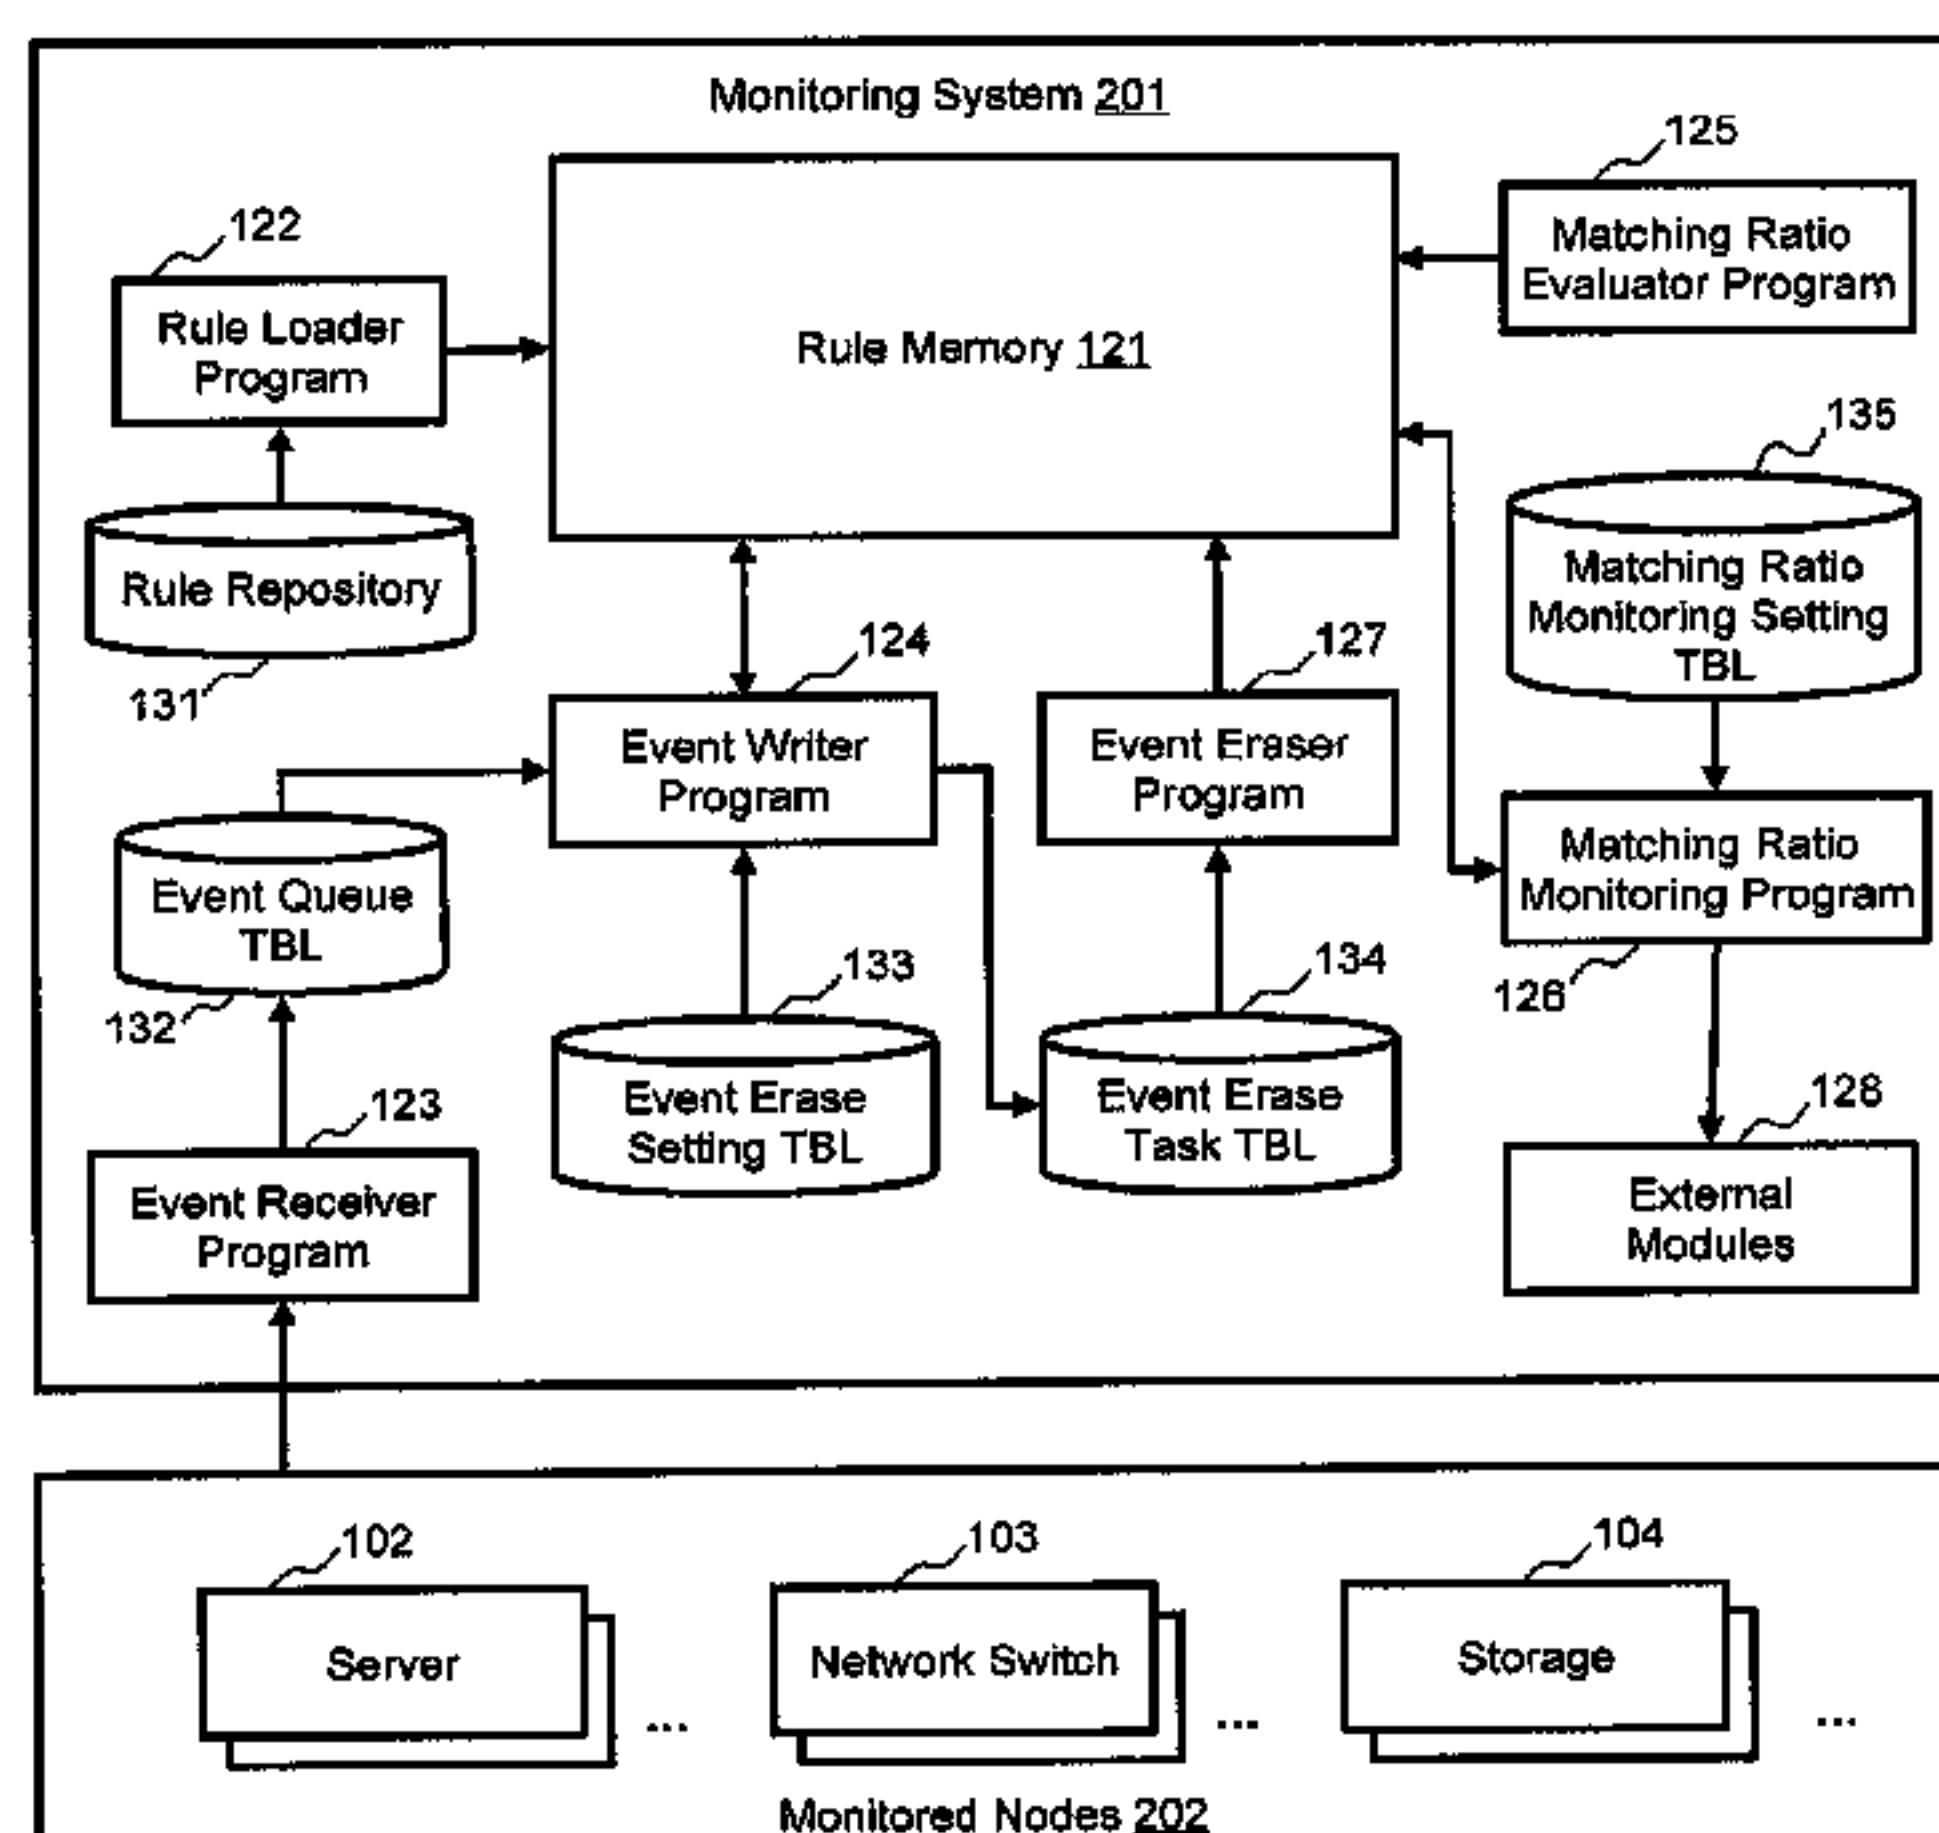 Monitoring System 201
125
Matching Ratio
Evaluator Program
122
Rule Loader
Program
Rule Memory 121
135
Matching Ratio
Monitoring Setting
TBL
Rule Repository
131
124
127
Event Writer
Program
Event Eraser
Program
Event Queue
TBL
132
Matching Ratio
Monitoring Program
126
133
134
Event Erase
Setting TBL
Event Erase
Task TBL
123
Event Receiver
Program
128
External
Modules
102
103
104
Server
...
Network Switch
...
Storage
...
Monitored Nodes 202